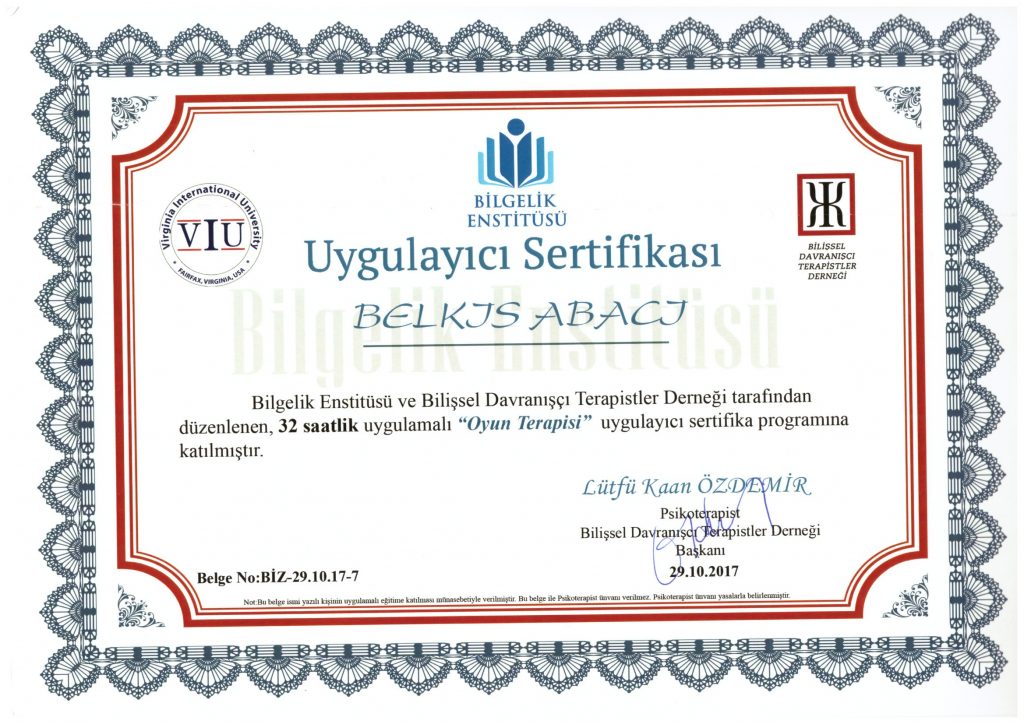 BİLGELİK
ENSTİTÜSÜ
Virginia International University
VIU
FAIRFAX, VIRGINIA, USA
BİLİŞSEL
DAVRANIŞCI
TERAPİSTLER
DERNEĞİ
Uygulayıcı Sertifikası
BELKIS ABACI
Bilgelik Enstitüsü
Bilgelik Enstitüsü ve Bilişsel Davranışçı Terapistler Derneği tarafından
düzenlenen, 32 saatlik uygulamalı “Oyun Terapisi” uygulayıcı sertifika programına
katılmıştır.
Lütfü Kaan ÖZDEMİR
Psikoterapist
Bilişsel Davranışcı Terapistler Derneği
Başkanı
29.10.2017
Belge No:BİZ-29.10.17-7
Not:Bu belge ismi yazılı kişinin uygulamalı eğitime katılması münasebetiyle verilmiştir. Bu belge ile Psikoterapist ünvanı verilmez. Psikoterapist ünvanı yasalarla belirlenmiştir.